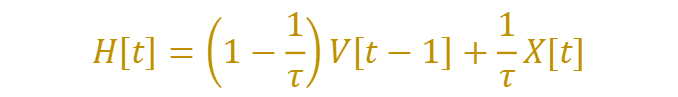 H[t] = (1 − 1/τ) V[t − 1] + 1/τ X[t]